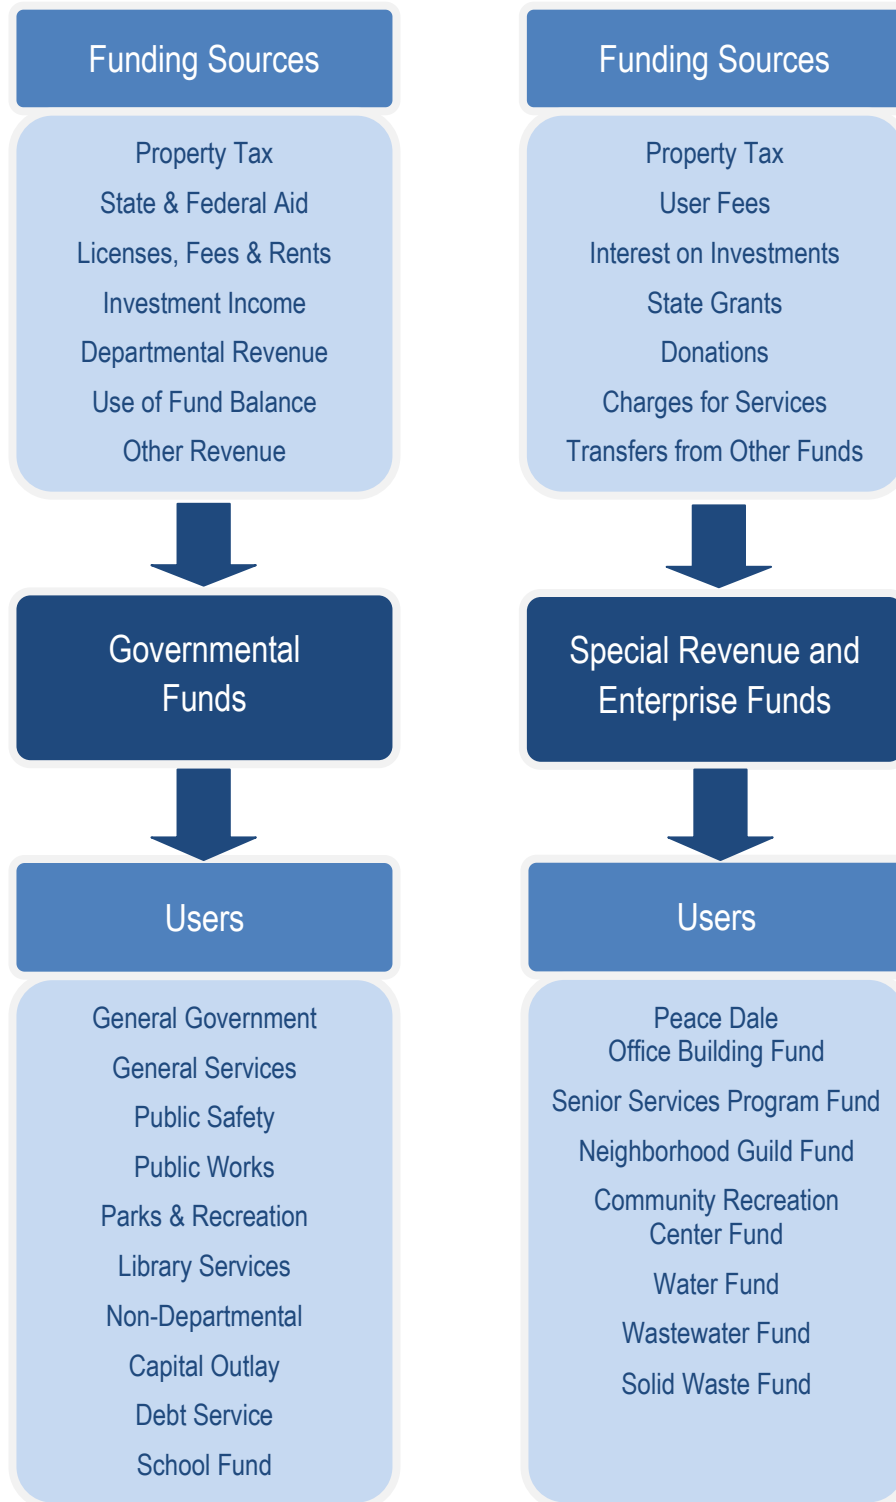 Funding Sources
Property Tax
State & Federal Aid
Licenses, Fees & Rents
Investment Income
Departmental Revenue
Use of Fund Balance
Other Revenue
Governmental
Funds
Users
General Government
General Services
Public Safety
Public Works
Parks & Recreation
Library Services
Non-Departmental
Capital Outlay
Debt Service
School Fund
Funding Sources
Property Tax
User Fees
Interest on Investments
State Grants
Donations
Charges for Services
Transfers from Other Funds
Special Revenue and
Enterprise Funds
Users
Peace Dale
Office Building Fund
Senior Services Program Fund
Neighborhood Guild Fund
Community Recreation
Center Fund
Water Fund
Wastewater Fund
Solid Waste Fund